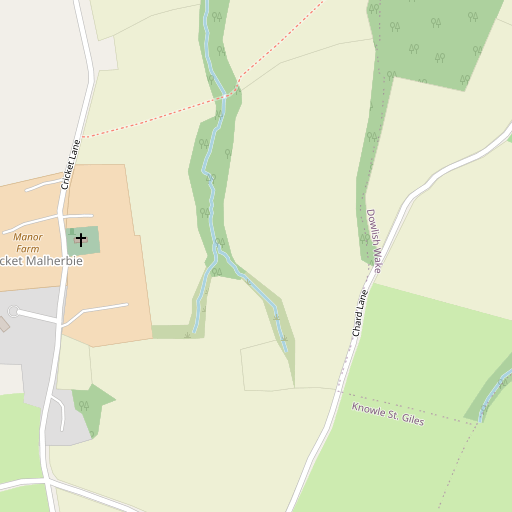 Cricket Lane
Dowlish Wake
Manor
Farm
cket Malherbie
Chard Lane
Knowle St. Giles